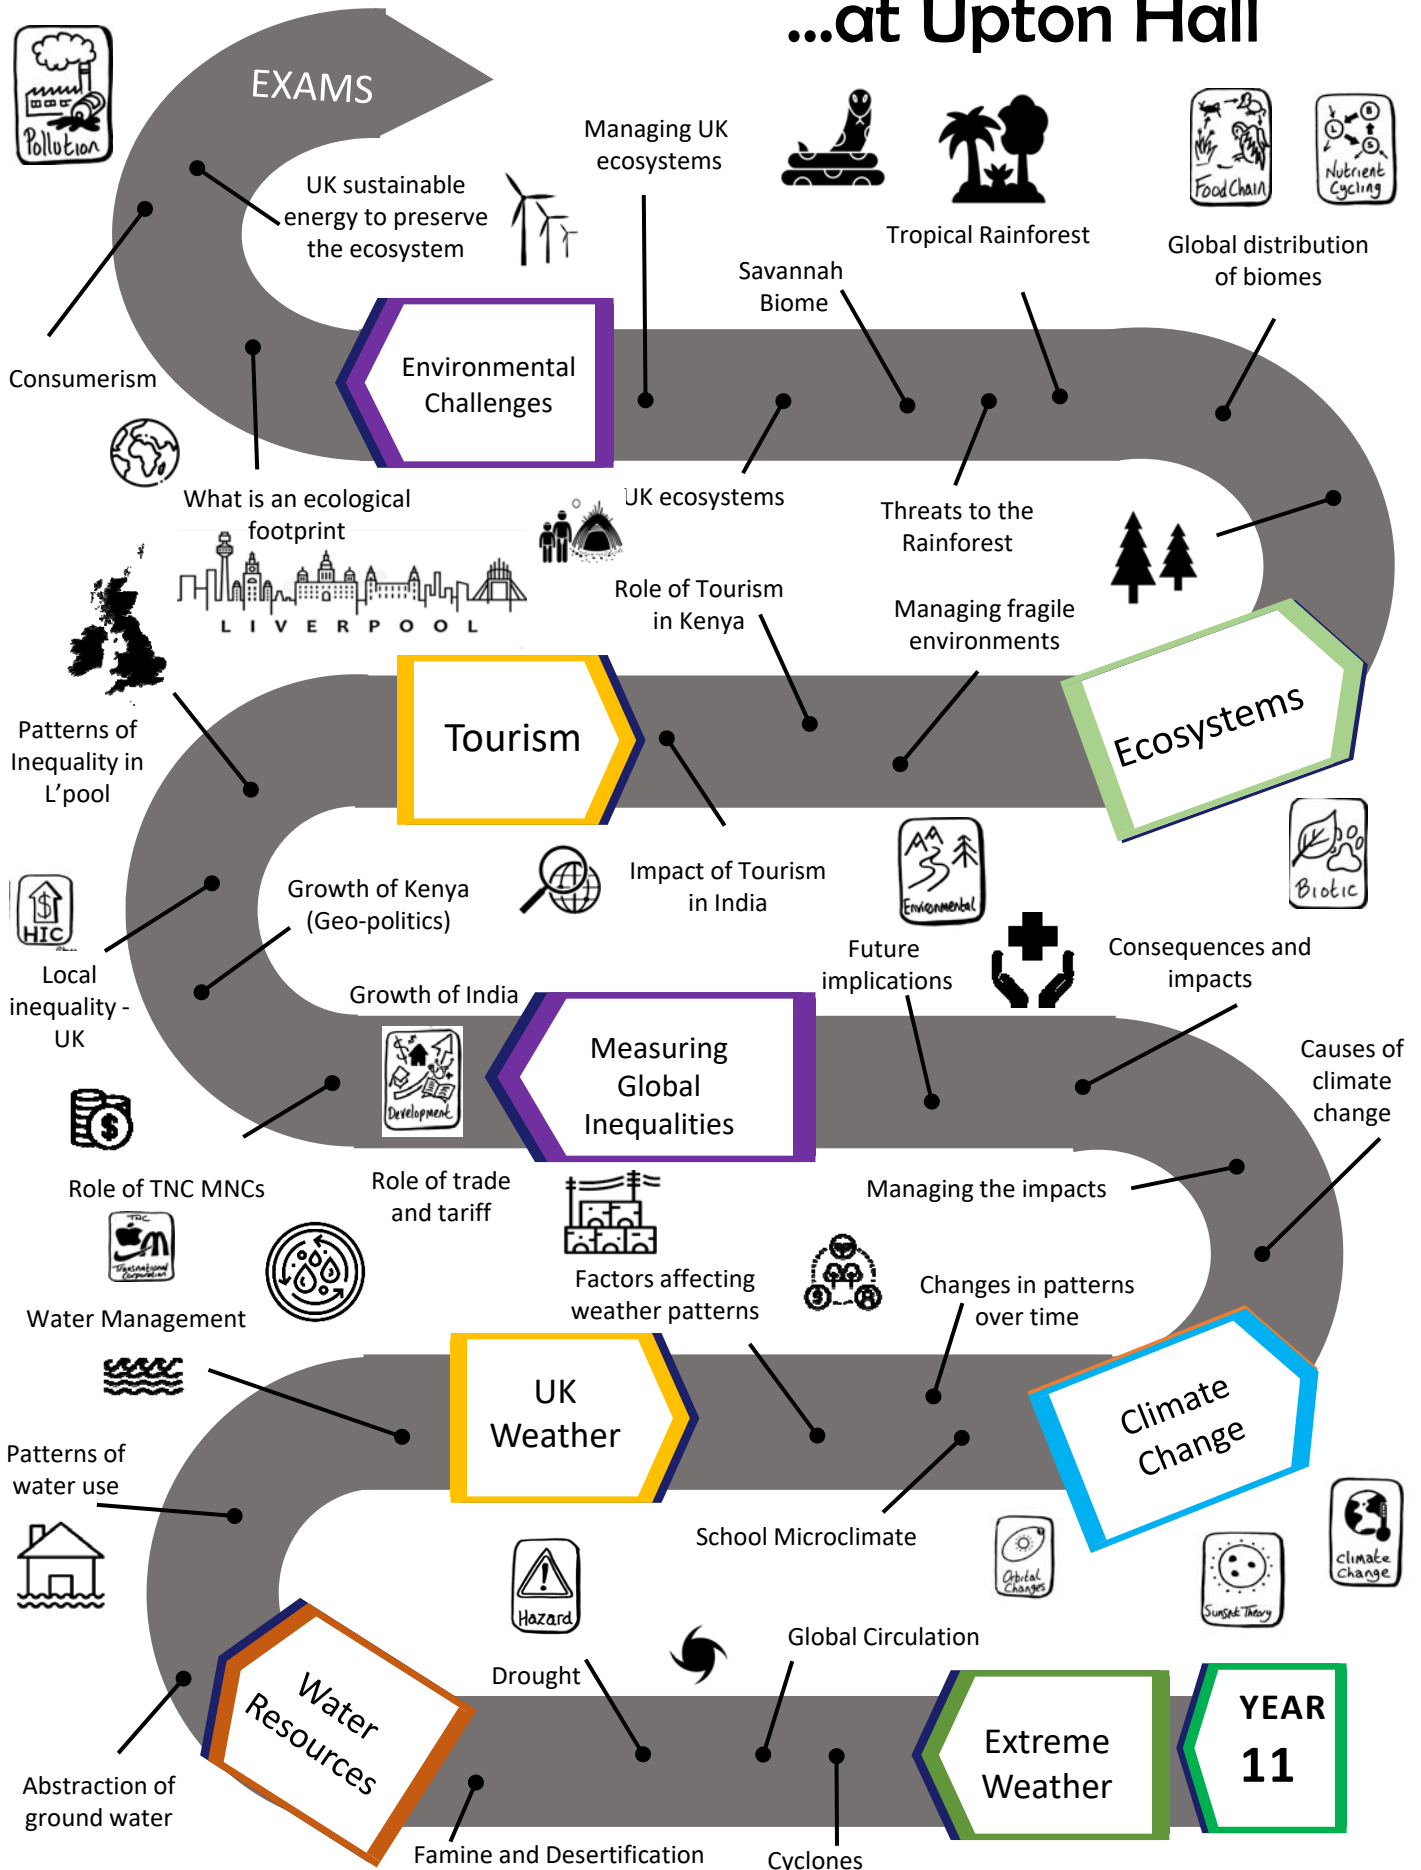 ...at Upton Hall
EXAMS
Pollution
Managing UK
ecosystems
UK sustainable
energy to preserve
the ecosystem
Food Chain
Nutrient
Cycling
B
L
S
Tropical Rainforest
Global distribution
of biomes
Savannah
Biome
Consumerism
Environmental
Challenges
What is an ecological
footprint
UK ecosystems
Threats to the
Rainforest
LIVERPOOL
Role of Tourism
in Kenya
Managing fragile
environments
Patterns of
Inequality in
L'pool
Tourism
Ecosystems
HIC
$
Local
inequality -
UK
Growth of Kenya
(Geo-politics)
Impact of Tourism
in India
Environmental
Biotic
Future
implications
Consequences and
impacts
Growth of India
Development
Measuring
Global
Inequalities
Causes of
climate
change
$
Role of TNC MNCs
Role of trade
and tariff
Managing the impacts
TNC
Transnational
Corporation
Water Management
Factors affecting
weather patterns
$
Changes in patterns
over time
UK
Weather
Climate
Change
Patterns of
water use
School Microclimate
Hazard
Orbital
Changes
Sunspot Theory
Climate
Change
Water
Resources
Drought
Global Circulation
Extreme
Weather
YEAR
11
Abstraction of
ground water
Famine and Desertification
Cyclones